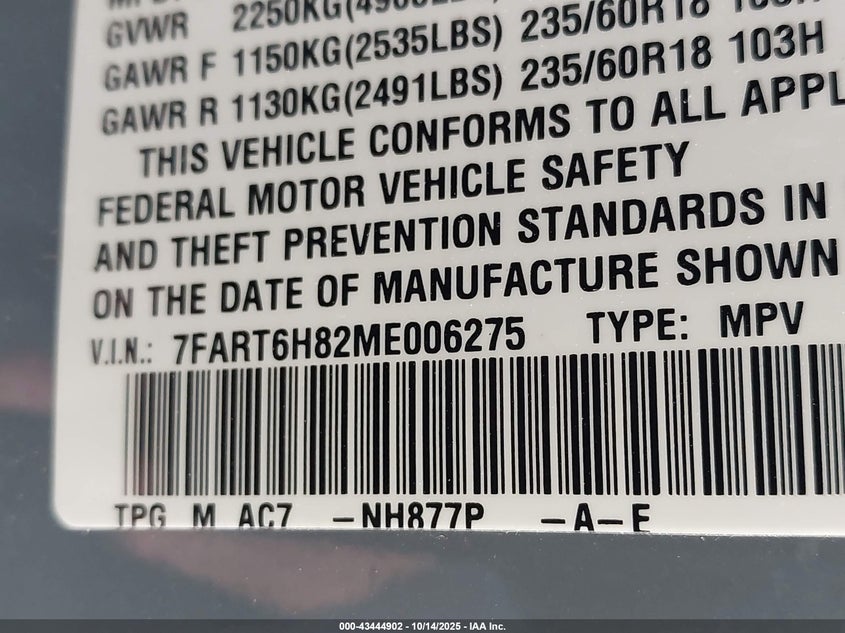 GVWR 2250KG
GAWR F 1150KG(2535LBS) 235/60R18
GAWR R 1130KG(2491LBS) 235/60R18 103H
THIS VEHICLE CONFORMS TO ALL APPL
FEDERAL MOTOR VEHICLE SAFETY
AND THEFT PREVENTION STANDARDS IN
ON THE DATE OF MANUFACTURE SHOWN
V.I.N.: 7FART6H82ME006275 TYPE: MPV
TPG M AC7 -NH877P -A-E
000-43444902 - 10/14/2025 - IAA Inc.